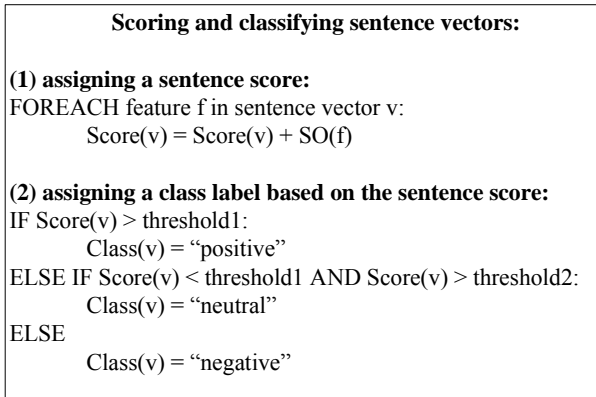 Scoring and classifying sentence vectors:
(1) assigning a sentence score:
FOREACH feature f in sentence vector v:
Score(v) = Score(v) + SO(f)
(2) assigning a class label based on the sentence score:
IF Score(v) > threshold1:
Class(v) = “positive”
ELSE IF Score(v) < threshold1 AND Score(v) > threshold2:
Class(v) = “neutral”
ELSE
Class(v) = “negative”